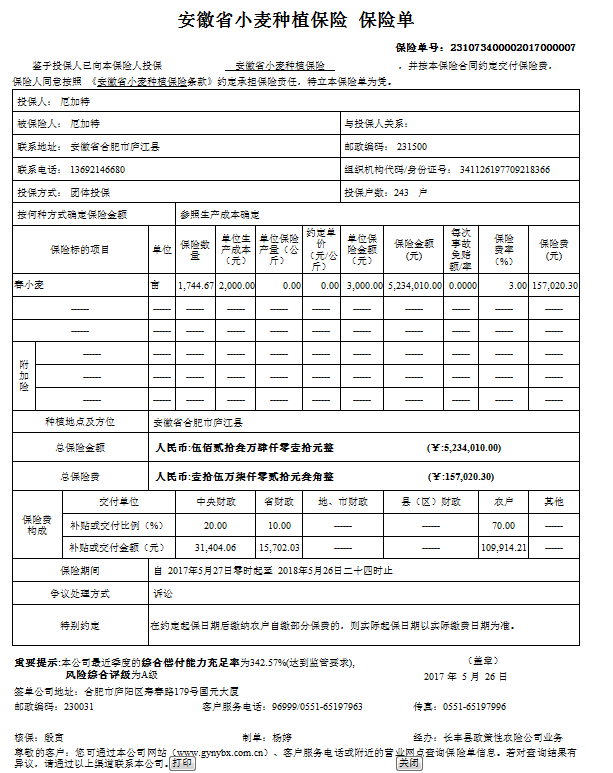 安徽省小麦种植保险 保险单
保险单号：231073400002017000007
鉴于投保人已向本保险人投保 安徽省小麦种植保险 ，并按本保险合同约定交付保险费，
保险人同意按照 《安徽省小麦种植保险条款》约定承担保险责任，特立本保险单为凭。
投保人： 厄加特
被保险人： 厄加特 与投保人关系：
联系地址： 安徽省合肥市庐江县 邮政编码： 231500
联系电话： 13692146680 组织机构代码/身份证号： 341126197709218366
投保方式： 团体投保 投保户数：243 户
按何种方式确定保险金额 参照生产成本确定
保险标的项目 单位 保险数量 单位生产成本（元） 单位保险产量（公斤） 约定单价（元/公斤） 单位保险金额（元） 保险金额(元) 每次事故免赔额/率 保险费率（%） 保险费(元)
春小麦 亩 1,744.67 2,000.00 0.00 0.00 3,000.00 5,234,010.00 0.0000 3.00 157,020.30
------ ------ ------ ------ ------ ------ ------ ------ ------ ------ ------
------ ------ ------ ------ ------ ------ ------ ------ ------ ------ ------
附加险
------ ------ ------ ------ ------ ------ ------ ------ ------ ------ ------
------ ------ ------ ------ ------ ------ ------ ------ ------ ------ ------
------ ------ ------ ------ ------ ------ ------ ------ ------ ------ ------
种植地点及方位 安徽省合肥市庐江县
总保险金额 人民币:伍佰贰拾叁万肆仟零壹拾元整 (￥:5,234,010.00)
总保险费 人民币:壹拾伍万柒仟零贰拾元叁角整 (￥:157,020.30)
保险费构成
交付单位 中央财政 省财政 地、市财政 县（区）财政 农户 其他
补贴或交付比例（%） 20.00 10.00 ------ ------ 70.00 ------
补贴或交付金额（元） 31,404.06 15,702.03 ------ ------ 109,914.21 ------
保险期间 自 2017年5月27日零时起至 2018年5月26日二十四时止
争议处理方式 诉讼
特别约定 在约定起保日期后缴纳农户自缴部分保费的，则实际起保日期以实际缴费日期为准。
重要提示:本公司最近季度的综合偿付能力充足率为342.57%(达到监管要求), （盖章）
风险综合评级为A级 2017 年 5 月 26 日
签单公司地址：合肥市庐阳区寿春路179号国元大厦
邮政编码：230031 客户服务电话：96999/0551-65197963 传真：0551-65197996
核保：殷贲 制单：杨婷 经办：长丰县政策性农险公司业务
尊敬的客户：您可通过本公司网站（www.gynybx.com.cn）、客户服务电话或附近的营业网点查询保险单信息。若对查询结果有
异议，请通过以上渠道联系本公司。 打印 关闭